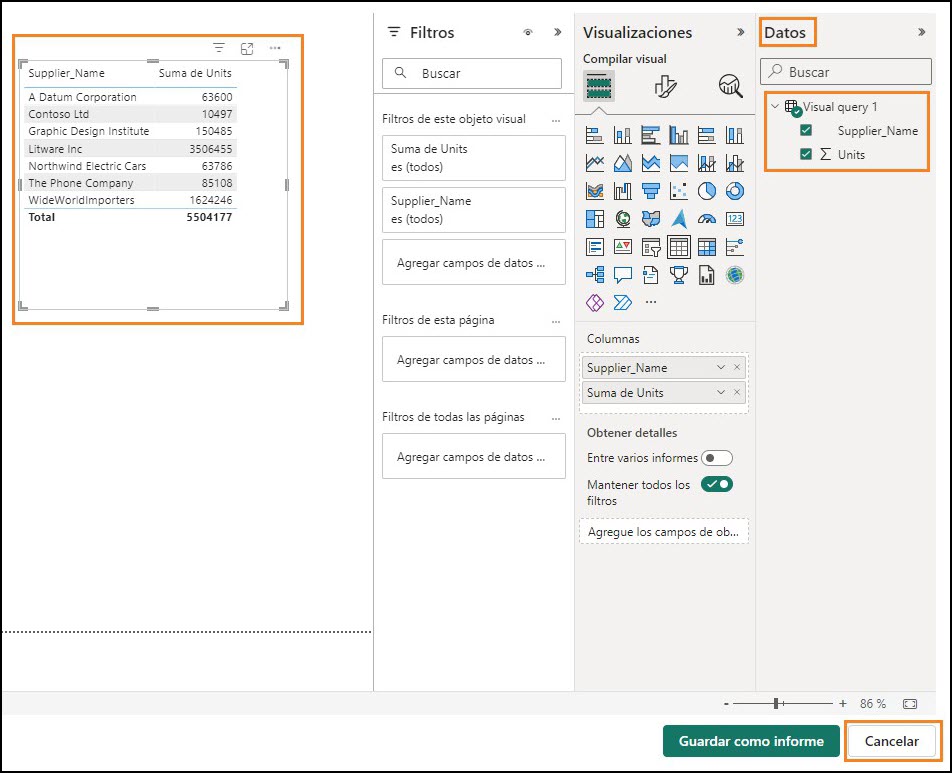 Supplier_Name Suma de Units
A Datum Corporation 63600
Contoso Ltd 10497
Graphic Design Institute 150485
Litware Inc 3506455
Northwind Electric Cars 63786
The Phone Company 85108
WideWorldImporters 1624246
Total 5504177
Filtros
Buscar
Filtros de este objeto visual ...
Suma de Units
es (todos)
Supplier_Name
es (todos)
Agregar campos de datos ...
Filtros de esta página ...
Agregar campos de datos ...
Filtros de todas las páginas ...
Agregar campos de datos ...
Visualizaciones
Compilar visual
123
...
Columnas
Supplier_Name
Suma de Units
Obtener detalles
Entre varios informes
Mantener todos los
filtros
Agregue los campos de ob...
Datos
Buscar
Visual query 1
Supplier_Name
Σ Units
- + 86 %
Guardar como informe
Cancelar